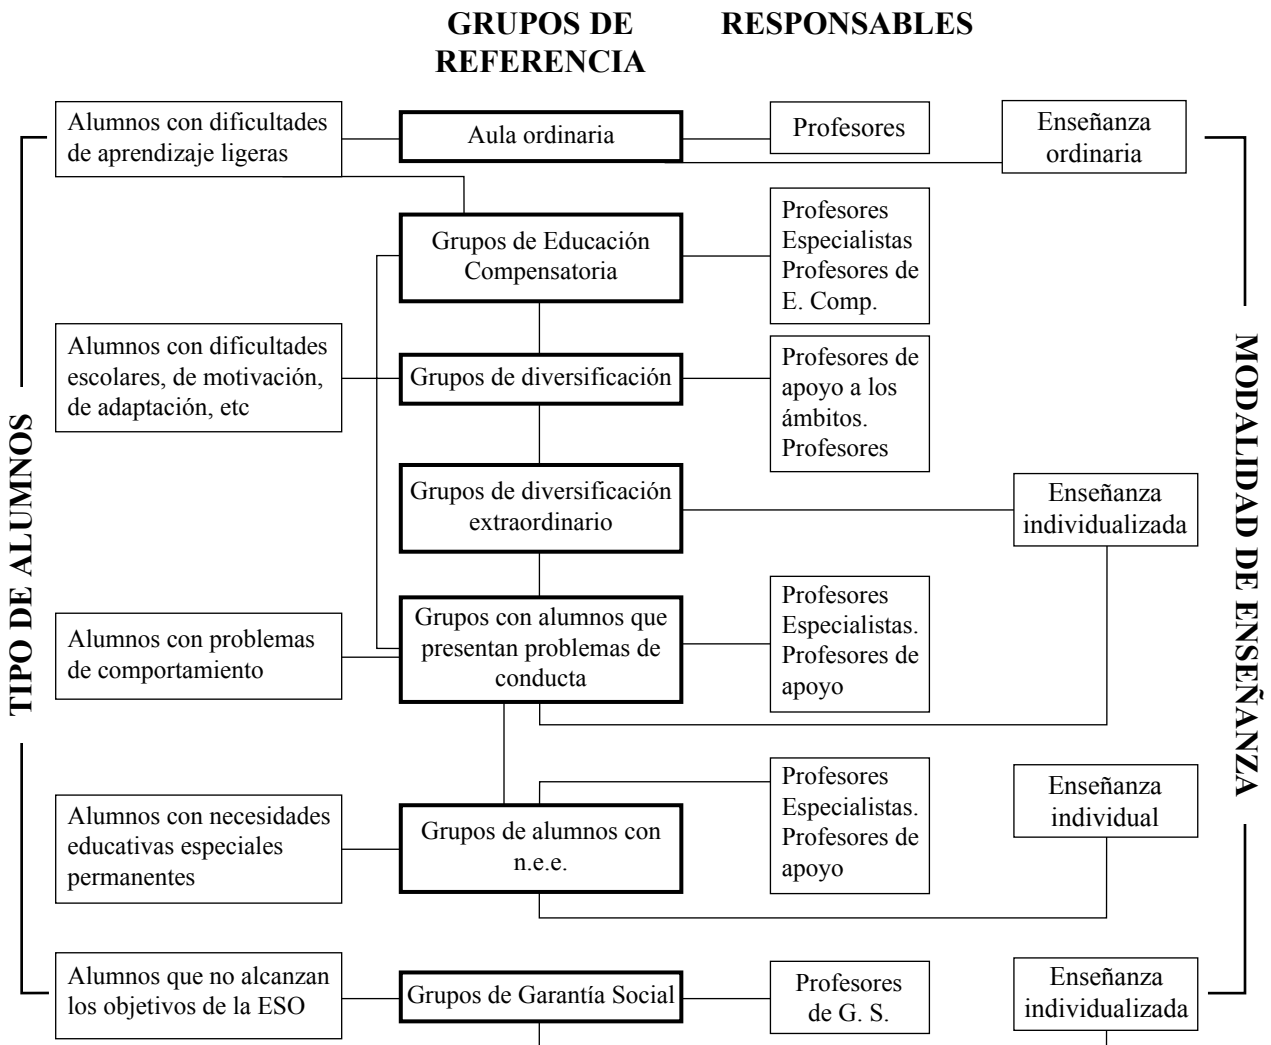 GRUPOS DE
REFERENCIA
RESPONSABLES
TIPO DE ALUMNOS
MODALIDAD DE ENSEÑANZA
Alumnos con dificultades
de aprendizaje ligeras
Aula ordinaria
Profesores
Enseñanza
ordinaria
Grupos de Educación
Compensatoria
Profesores
Especialistas
Profesores de
E. Comp.
Alumnos con dificultades
escolares, de motivación,
de adaptación, etc
Grupos de diversificación
Profesores de
apoyo a los
ámbitos.
Profesores
Grupos de diversificación
extraordinario
Enseñanza
individualizada
Alumnos con problemas
de comportamiento
Grupos con alumnos que
presentan problemas de
conducta
Profesores
Especialistas.
Profesores de
apoyo
Alumnos con necesidades
educativas especiales
permanentes
Grupos de alumnos con
n.e.e.
Profesores
Especialistas.
Profesores de
apoyo
Enseñanza
individual
Alumnos que no alcanzan
los objetivos de la ESO
Grupos de Garantía Social
Profesores
de G. S.
Enseñanza
individualizada